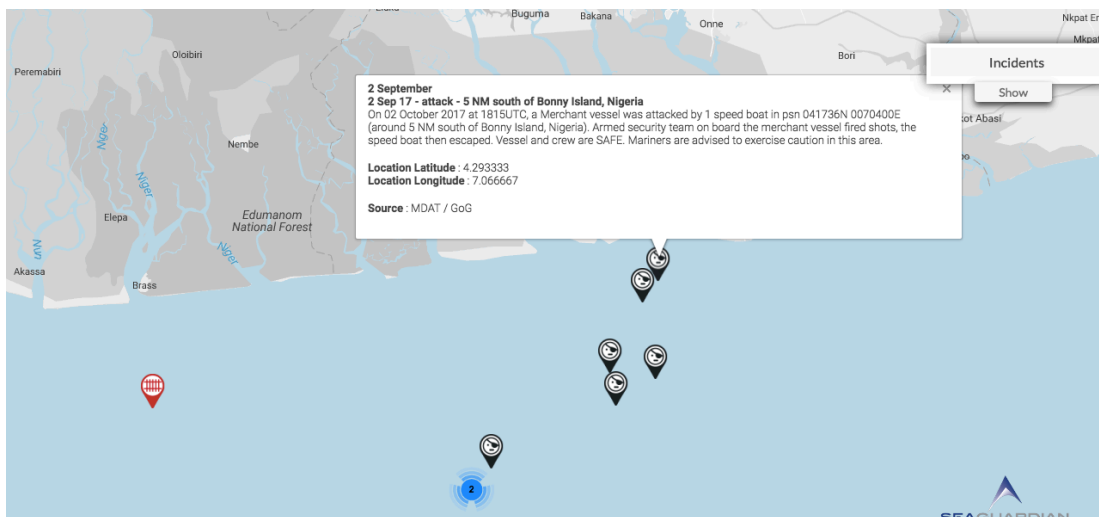 Buguma
Bakana
Onne
Nkpat En
Mkpat
Oloibiri
Peremabiri
Bori
Incidents
×
Show
kot Abasi
2 September
2 Sep 17 - attack - 5 NM south of Bonny Island, Nigeria
On 02 October 2017 at 1815UTC, a Merchant vessel was attacked by 1 speed boat in psn 041736N 0070400E
(around 5 NM south of Bonny Island, Nigeria). Armed security team on board the merchant vessel fired shots, the
speed boat then escaped. Vessel and crew are SAFE. Mariners are advised to exercise caution in this area.
Location Latitude : 4.293333
Location Longitude : 7.066667
Source : MDAT / GoG
Niger
Nembe
oo
Niger
Elepa
Edumanom
National Forest
Nun
Niger
Akassa
Brass
2
SEAGUARDIAN